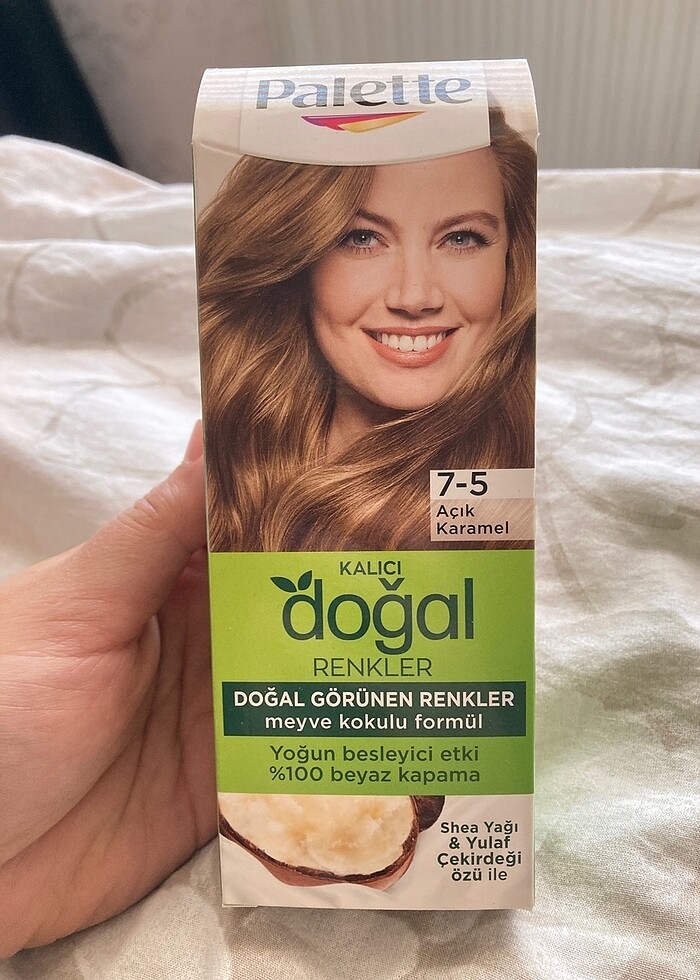 Palette
7-5
Açık
Karamel
KALICI
doğal
RENKLER
DOĞAL GÖRÜNEN RENKLER
meyve kokulu formül
Yoğun besleyici etki
%100 beyaz kapama
Shea Yağı
& Yulaf
Çekirdeği
özü ile